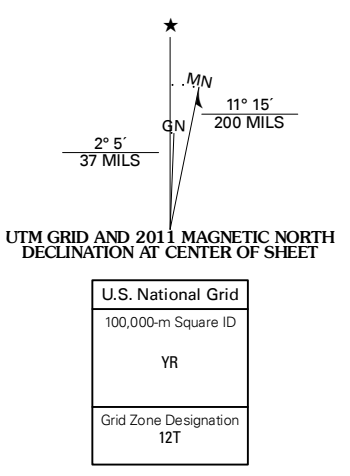 ★
MN
11° 15´
200 MILS
GN
2° 5´
37 MILS
UTM GRID AND 2011 MAGNETIC NORTH
DECLINATION AT CENTER OF SHEET
U.S. National Grid
100,000-m Square ID
YR
Grid Zone Designation
12T